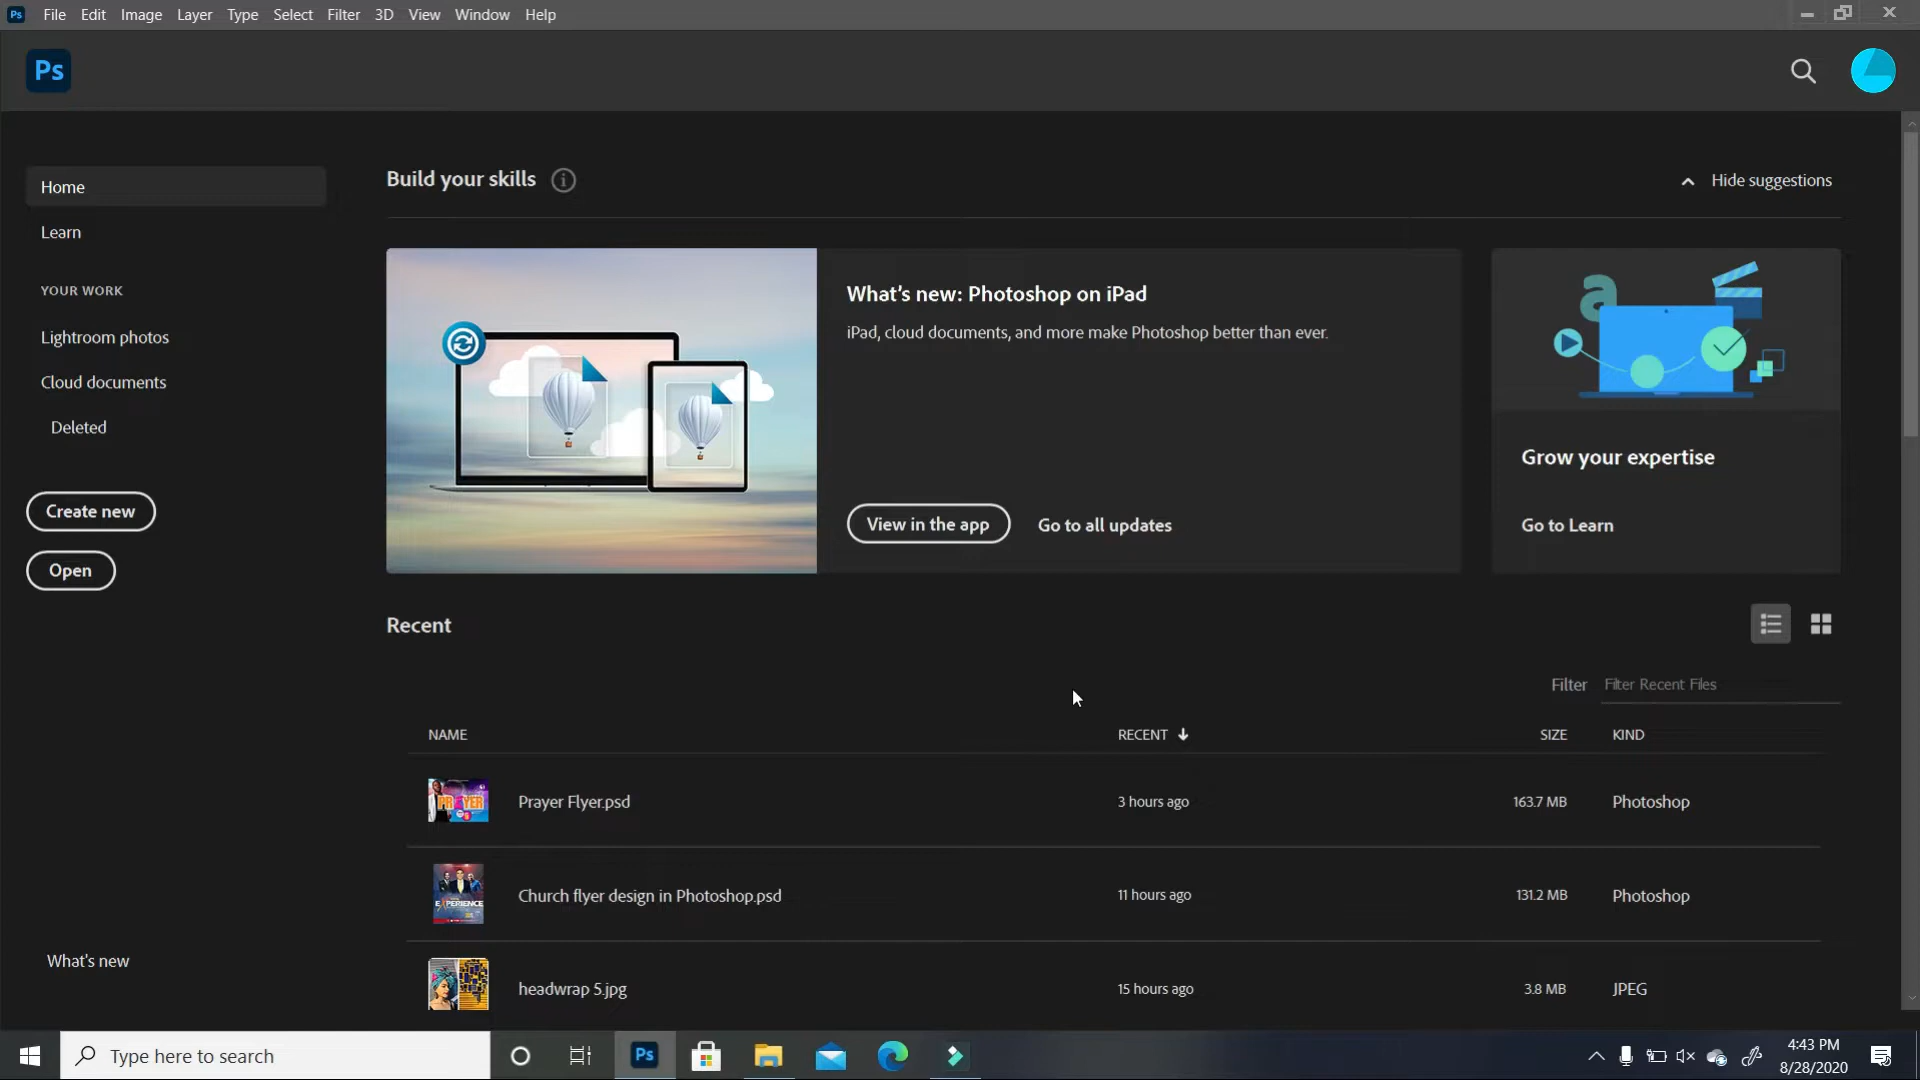 Ps File Edit Image Layer Type Select Filter 3D View Window Help
Ps
Home
Learn
YOUR WORK
Lightroom photos
Cloud documents
Deleted
Create new
Open
What's new
Build your skills
Hide suggestions
What's new: Photoshop on iPad
iPad, cloud documents, and more make Photoshop better than ever.
View in the app Go to all updates
a
Grow your expertise
Go to Learn
Recent
Filter Filter Recent Files
NAME RECENT SIZE KIND
PRAYER Prayer Flyer.psd 3 hours ago 163.7 MB Photoshop
EXPERIENCE Church flyer design in Photoshop.psd 11 hours ago 131.2 MB Photoshop
headwrap 5.jpg 15 hours ago 3.8 MB JPEG
Type here to search
Ps
4:43 PM
8/28/2020